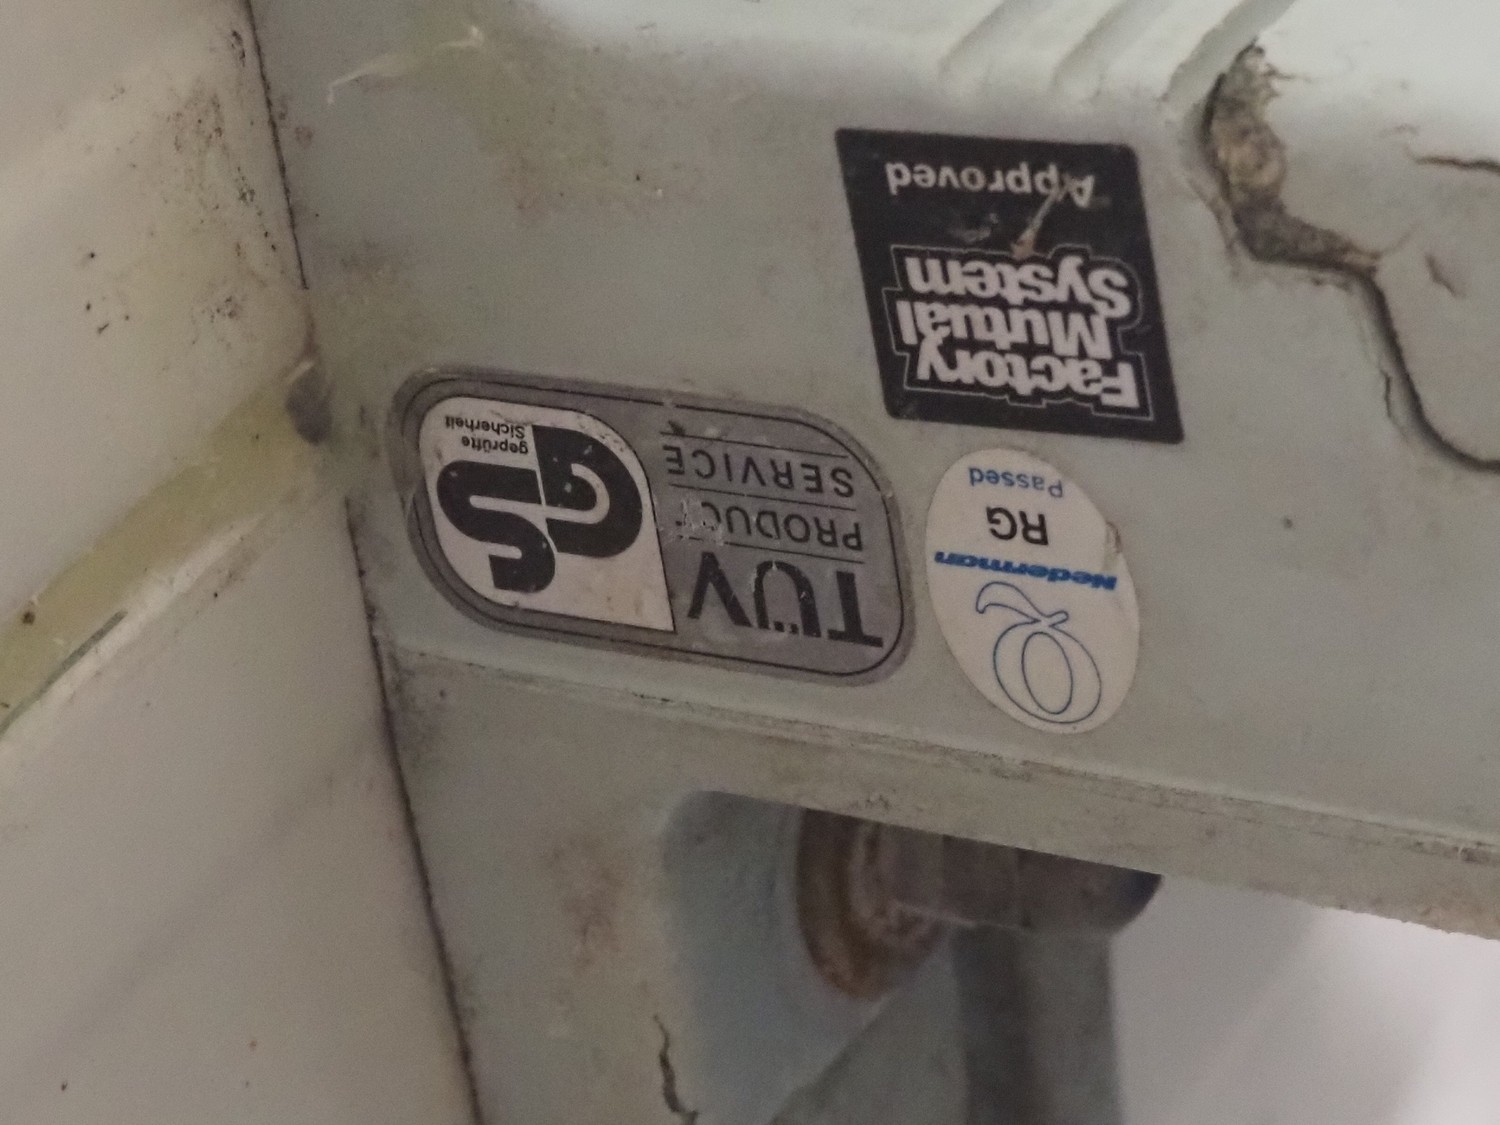 TÜV
PRODUCT
SERVICE
GS
geprüfte
Sicherheit
Nederman
RG
Passed
Factory
Mutual
System
Approved